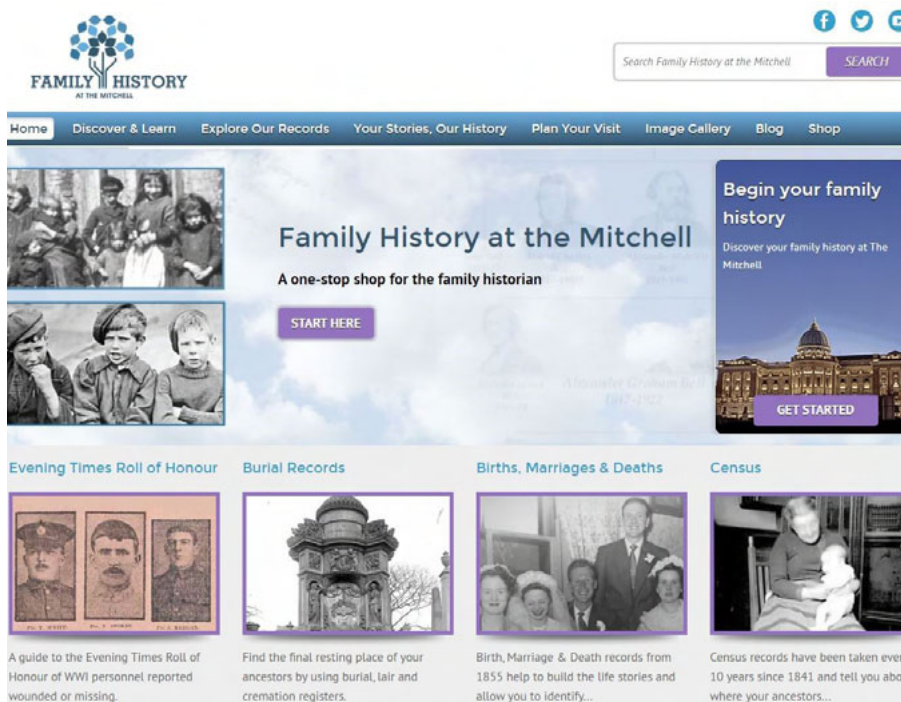 FAMILY HISTORY
AT THE MITCHELL
Search Family History at the Mitchell
SEARCH
Home
Discover & Learn
Explore Our Records
Your Stories, Our History
Plan Your Visit
Image Gallery
Blog
Shop
Family History at the Mitchell
A one-stop shop for the family historian
START HERE
Alexander Graham Bell
1847-1922
Begin your family
history
Discover your family history at The
Mitchell
GET STARTED
Evening Times Roll of Honour
A guide to the Evening Times Roll of
Honour of WWI personnel reported
wounded or missing.
Burial Records
Find the final resting place of your
ancestors by using burial, lair and
cremation registers.
Births, Marriages & Deaths
Birth, Marriage & Death records from
1855 help to build the life stories and
allow you to identify...
Census
Census records have been taken ever
10 years since 1841 and tell you abo
where your ancestors...